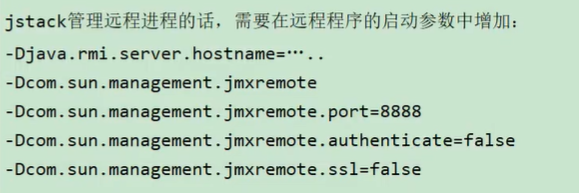 jstack管理远程进程的话，需要在远程程序的启动参数中增加：
-Djava.rmi.server.hostname=…..
-Dcom.sun.management.jmxremote
-Dcom.sun.management.jmxremote.port=8888
-Dcom.sun.management.jmxremote.authenticate=false
-Dcom.sun.management.jmxremote.ssl=false